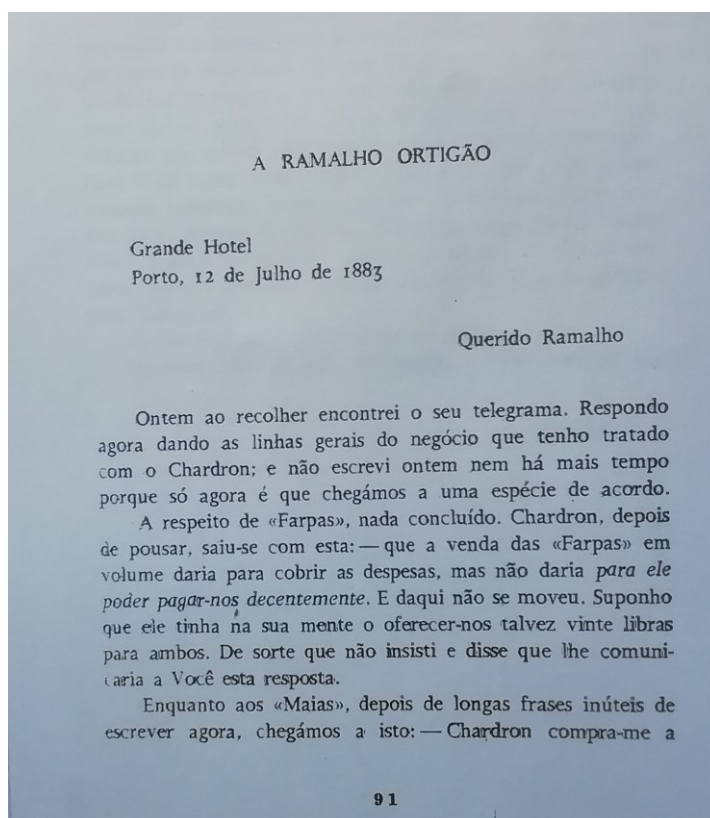 A RAMALHO ORTIGÃO
Grande Hotel
Porto, 12 de Julho de 1883
Querido Ramalho
Ontem ao recolher encontrei o seu telegrama. Respondo
agora dando as linhas gerais do negócio que tenho tratado
com o Chardron; e não escrevi ontem nem há mais tempo
porque só agora é que chegámos a uma espécie de acordo.
A respeito de «Farpas», nada concluído. Chardron, depois
de pousar, saiu-se com esta: — que a venda das «Farpas» em
volume daria para cobrir as despesas, mas não daria para ele
poder pagar-nos decentemente. E daqui não se moveu. Suponho
que ele tinha na sua mente o oferecer-nos talvez vinte libras
para ambos. De sorte que não insisti e disse que lhe comuni-
caria a Você esta resposta.
Enquanto aos «Maias», depois de longas frases inúteis de
escrever agora, chegámos a isto: — Chardron compra-me a
91